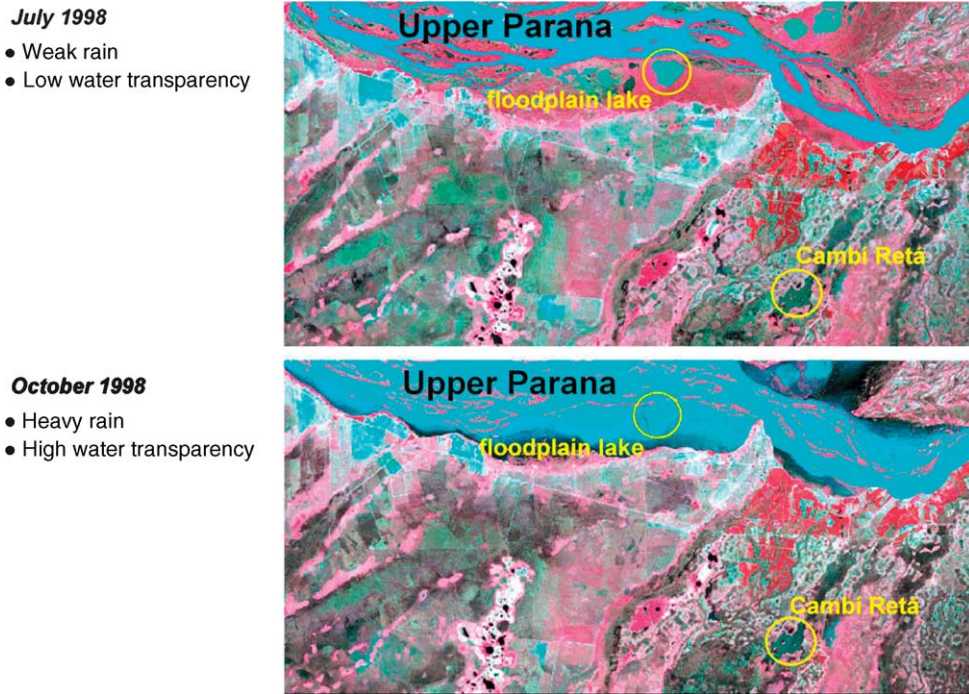 July 1998
● Weak rain
● Low water transparency
Upper Parana
floodplain lake
Cambí Retá
October 1998
● Heavy rain
● High water transparency
Upper Parana
floodplain lake
Cambí Retá